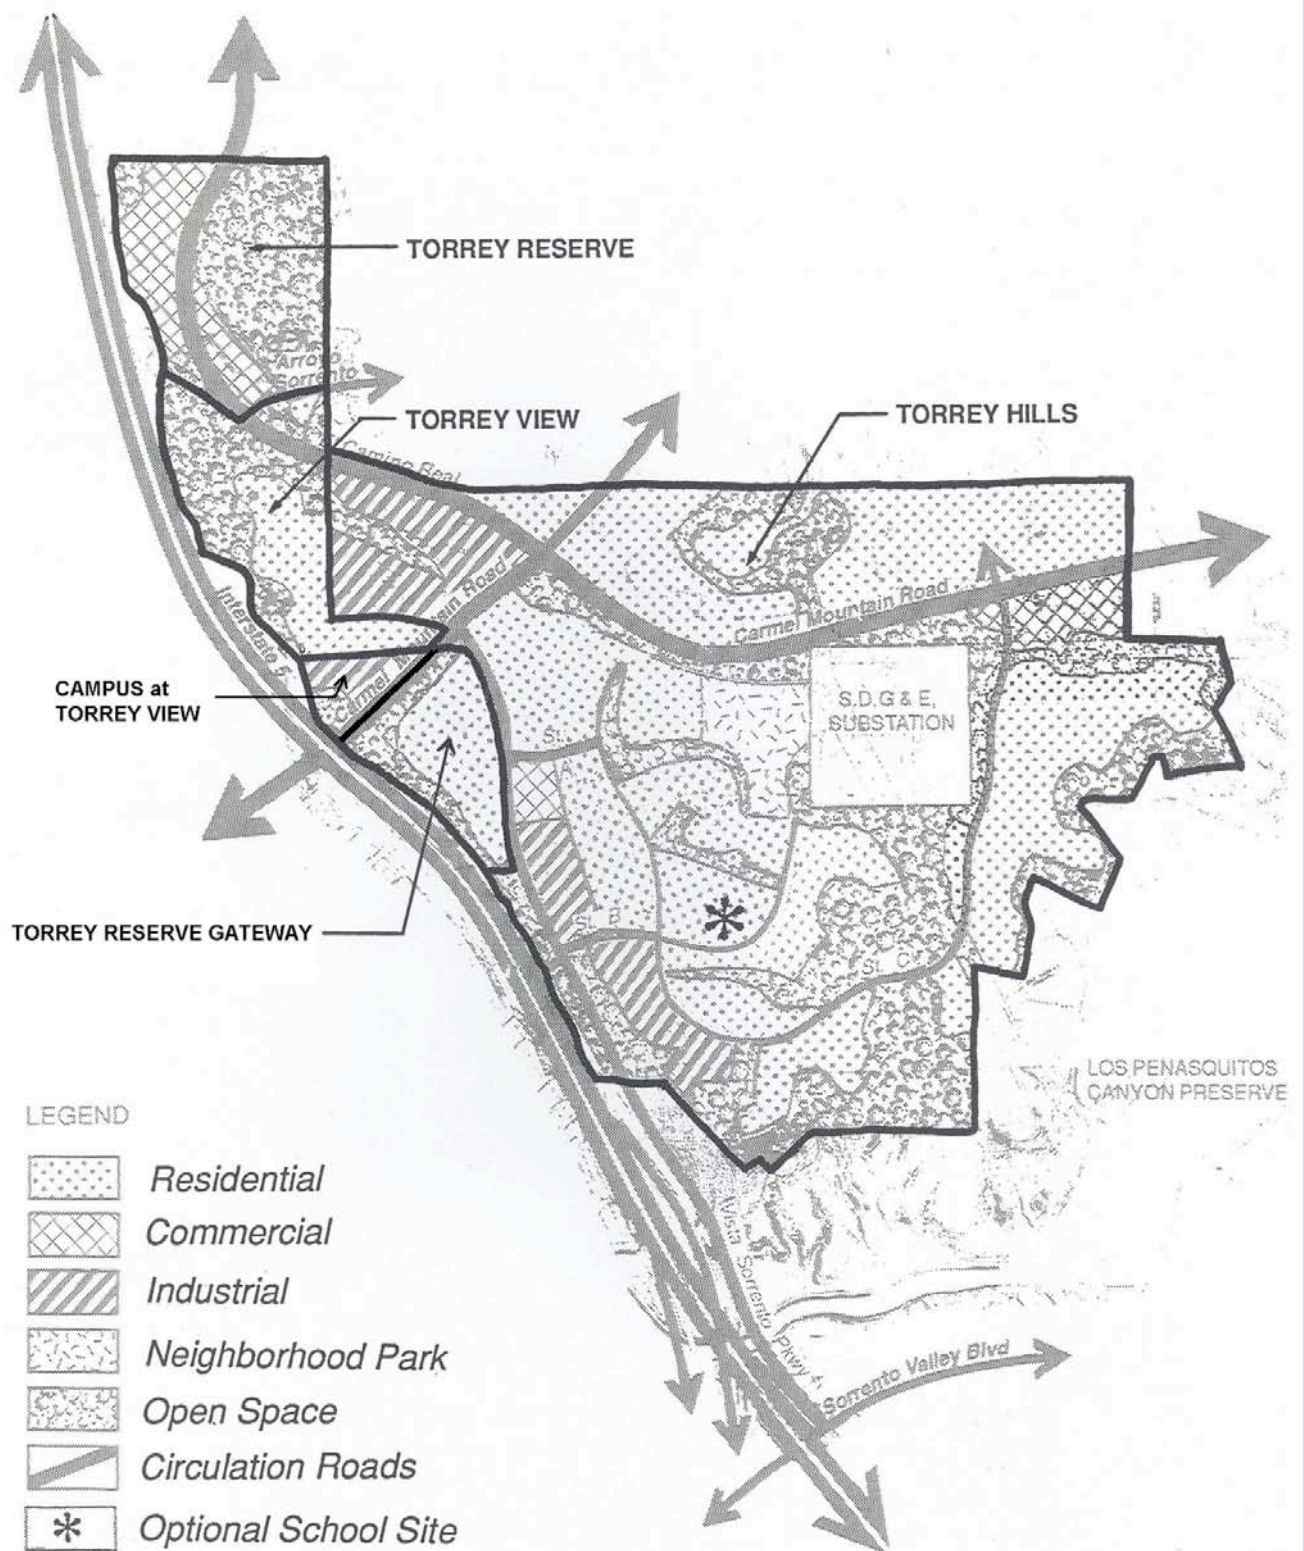 TORREY RESERVE
Arroyo
Sorrento
TORREY VIEW
TORREY HILLS
Camino Real
Carmel Mountain Road
Carmel Mountain Road
Interstate 5
CAMPUS at
TORREY VIEW
Carmel
S.D.G & E,
SUBSTATION
St. A
TORREY RESERVE GATEWAY
St. B
St. C
LOS PENASQUITOS
CANYON PRESERVE
Vista Sorrento Pkwy
Sorrento Valley Blvd
LEGEND
Residential
Commercial
Industrial
Neighborhood Park
Open Space
Circulation Roads
Optional School Site